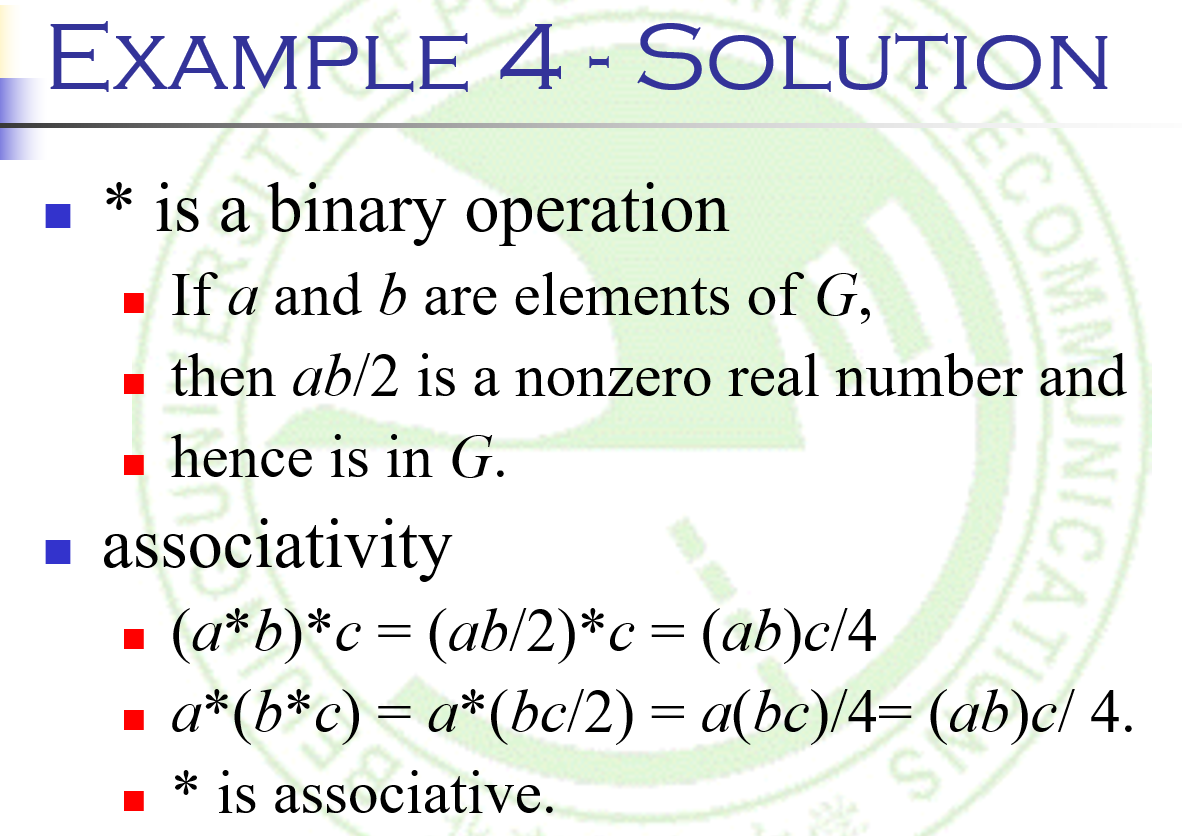 EXAMPLE 4 - SOLUTION
* is a binary operation
If a and b are elements of G,
then ab/2 is a nonzero real number and
hence is in G.
associativity
(a*b)*c = (ab/2)*c = (ab)c/4
a*(b*c) = a*(bc/2) = a(bc)/4= (ab)c/ 4.
* is associative.